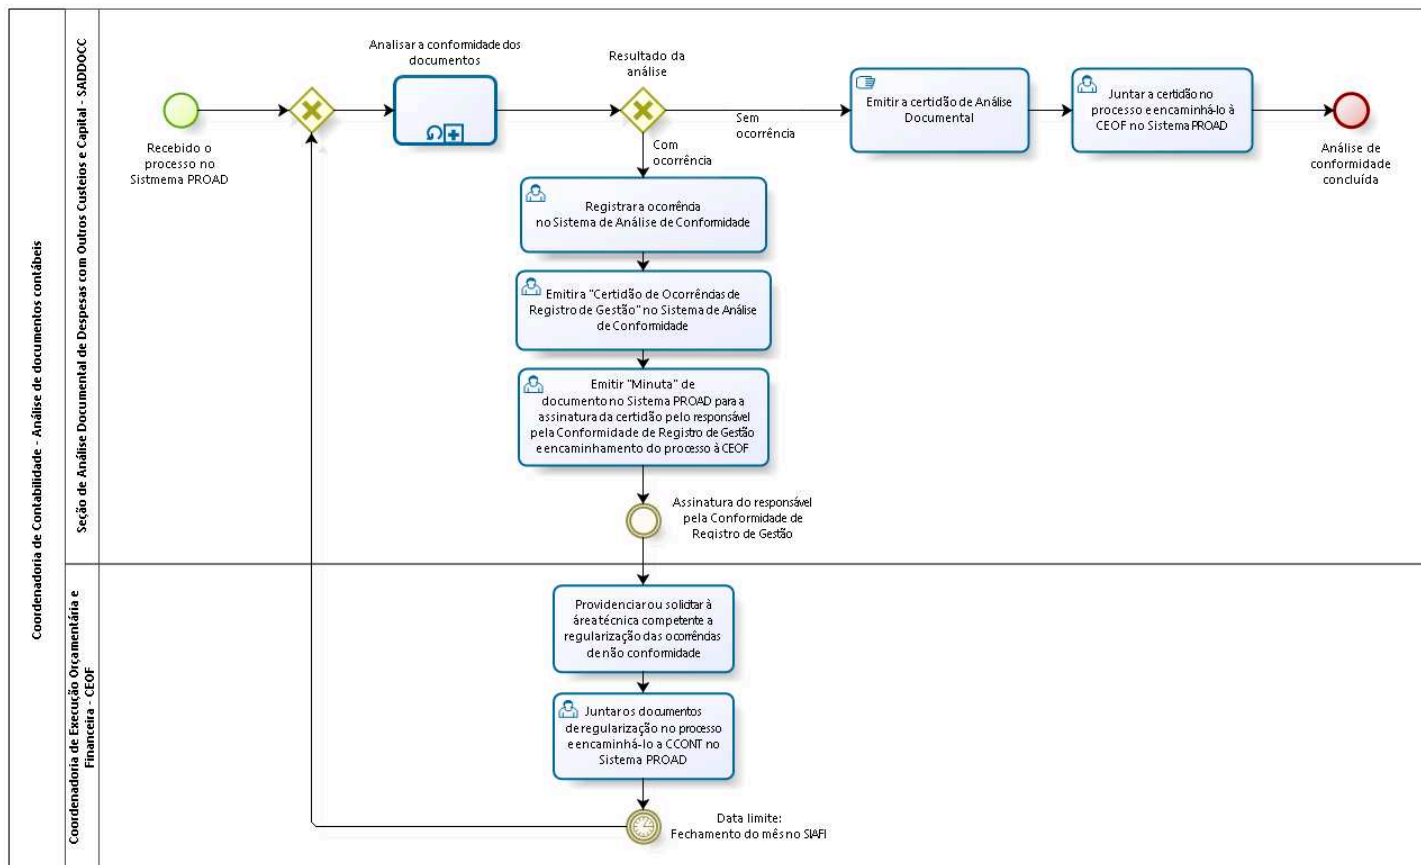 Coordenadoria de Contabilidade - Análise de documentos contábeis
Seção de Análise Documental de Despesas com Outros Custeios e Capital - SADDOCC
Recebido o
processo no
Sistmema PROAD
Analisar a conformidade dos
documentos
Resultado da
análise
Sem
ocorrência
Com
ocorrência
Emitir a certidão de Análise
Documental
Juntar a certidão no
processo e encaminhá-lo à
CEOF no Sistema PROAD
Análise de
conformidade
concluída
Registrar a ocorrência
no Sistema de Análise de Conformidade
Emitir a "Certidão de Ocorrências de
Registro de Gestão" no Sistema de Análise
de Conformidade
Emitir "Minuta" de
documento no Sistema PROAD para a
assinatura da certidão pelo responsável
pela Conformidade de Registro de Gestão
e encaminhamento do processo à CEOF
Assinatura do responsável
pela Conformidade de
Registro de Gestão
Coordenadoria de Execução Orçamentária e
Financeira - CEOF
Providenciar ou solicitar à
área técnica competente a
regularização das ocorrências
de não conformidade
Juntar os documentos
de regularização no processo
e encaminhá-lo a CCONT no
Sistema PROAD
Data limite:
Fechamento do mês no SIAFI